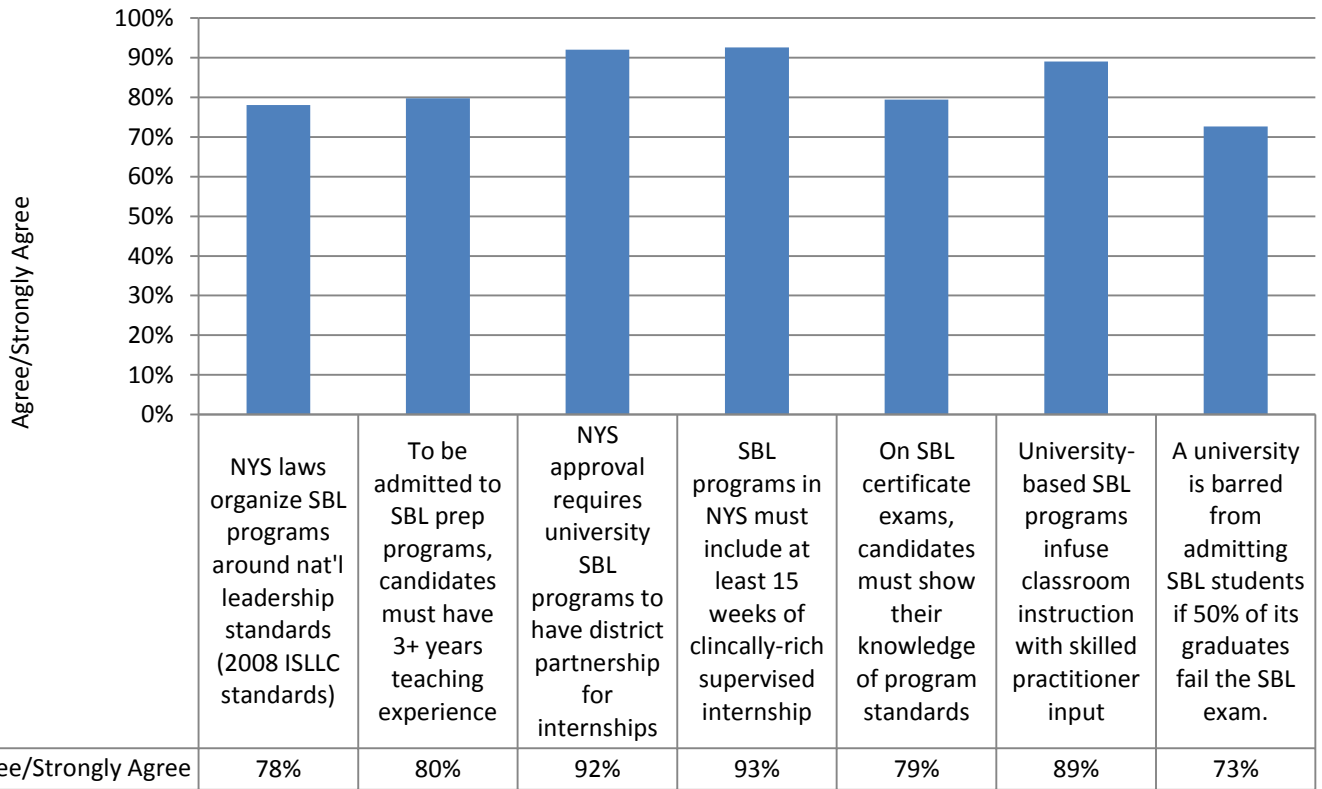 100%
90%
80%
70%
60%
50%
40%
30%
20%
10%
0%
Agree/Strongly Agree
NYS laws
organize SBL
programs
around nat'l
leadership
standards
(2008 ISLLC
standards)
To be
admitted to
SBL prep
programs,
candidates
must have
3+ years
teaching
experience
NYS
approval
requires
university
SBL
programs to
have district
partnership
for
internships
SBL
programs in
NYS must
include at
least 15
weeks of
clincally-rich
supervised
internship
On SBL
certificate
exams,
candidates
must show
their
knowledge
of program
standards
University-
based SBL
programs
infuse
classroom
instruction
with skilled
practitioner
input
A university
is barred
from
admitting
SBL students
if 50% of its
graduates
fail the SBL
exam.
ee/Strongly Agree 78% 80% 92% 93% 79% 89% 73%